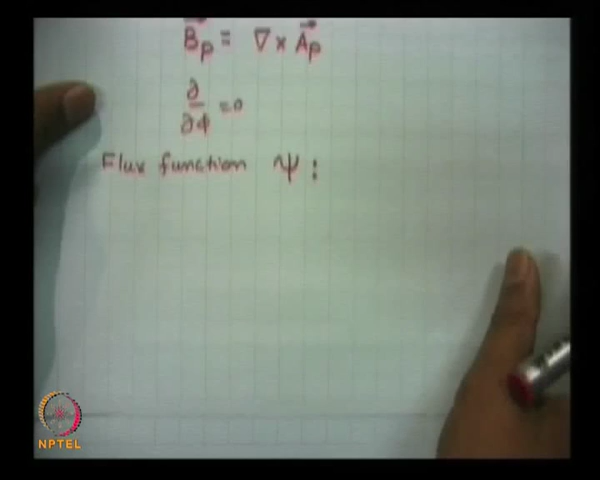 B⃗p = ∇ × A⃗p
∂/∂φ = 0
Flux function ψ :
NPTEL